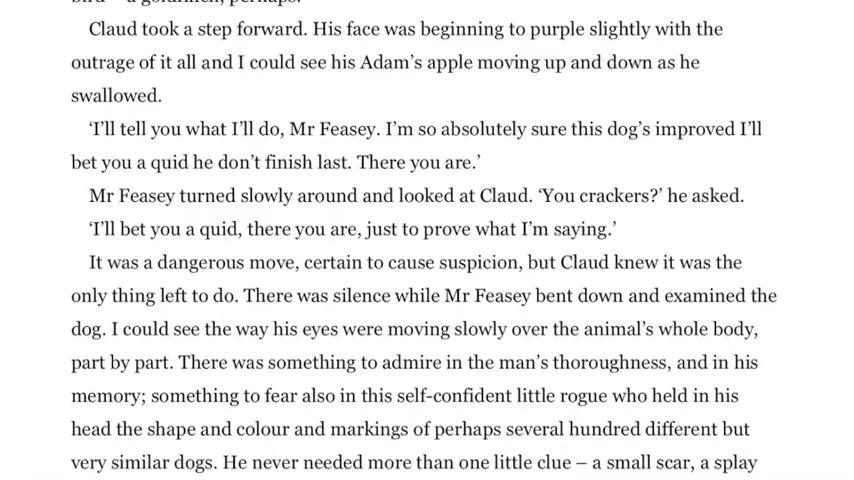 Claud took a step forward. His face was beginning to purple slightly with the
outrage of it all and I could see his Adam’s apple moving up and down as he
swallowed.
‘I’ll tell you what I’ll do, Mr Feasey. I’m so absolutely sure this dog’s improved I’ll
bet you a quid he don’t finish last. There you are.’
Mr Feasey turned slowly around and looked at Claud. ‘You crackers?’ he asked.
‘I’ll bet you a quid, there you are, just to prove what I’m saying.’
It was a dangerous move, certain to cause suspicion, but Claud knew it was the
only thing left to do. There was silence while Mr Feasey bent down and examined the
dog. I could see the way his eyes were moving slowly over the animal’s whole body,
part by part. There was something to admire in the man’s thoroughness, and in his
memory; something to fear also in this self-confident little rogue who held in his
head the shape and colour and markings of perhaps several hundred different but
very similar dogs. He never needed more than one little clue – a small scar, a splay